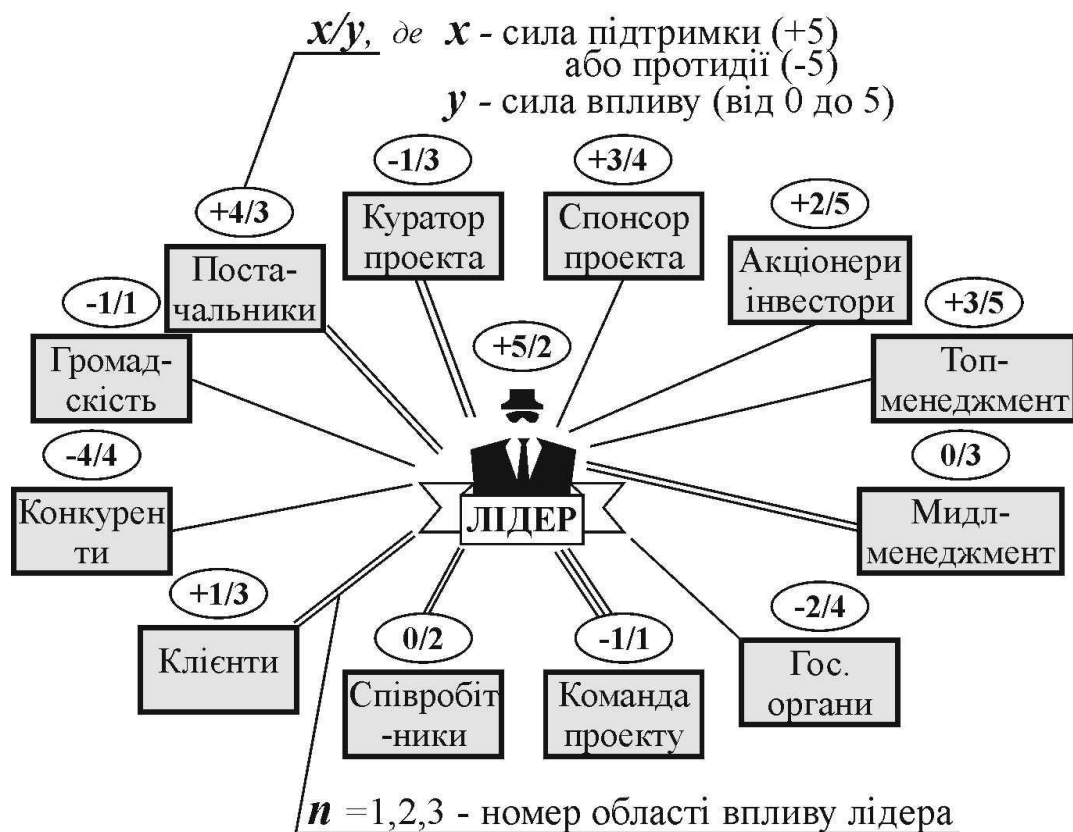 x/y, де x - сила підтримки (+5)
або протидії (-5)
y - сила впливу (від 0 до 5)
-1/3
Куратор
проекта
+3/4
Спонсор
проекта
+4/3
Поста-
чальники
+2/5
Акціонери
інвестори
-1/1
Громад-
скість
+5/2
+3/5
Топ-
менеджмент
-4/4
Конкурен
ти
ЛІДЕР
0/3
Мидл-
менеджмент
+1/3
Клієнти
0/2
Співробіт
-ники
-1/1
Команда
проекту
-2/4
Гос.
органи
n =1,2,3 - номер області впливу лідера